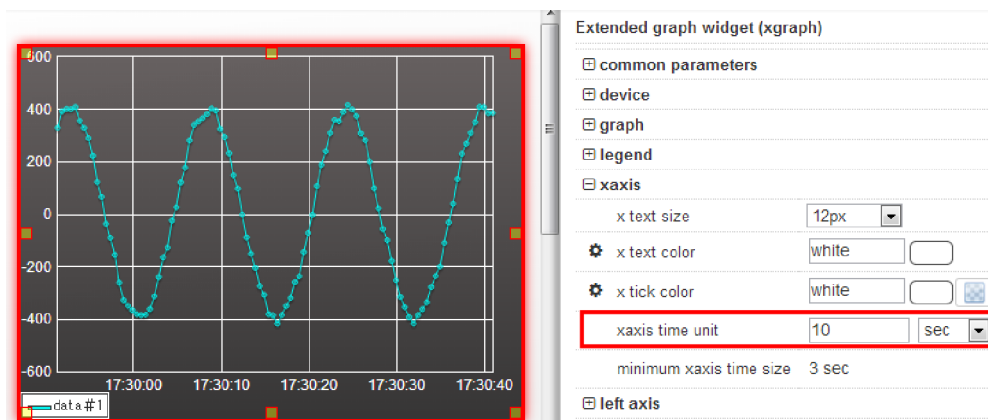 600
400
200
0
-200
-400
-600
17:30:00 17:30:10 17:30:20 17:30:30 17:30:40
data#1
Extended graph widget (xgraph)
common parameters
device
graph
legend
xaxis
x text size 12px
x text color white
x tick color white
xaxis time unit 10 sec
minimum xaxis time size 3 sec
left axis